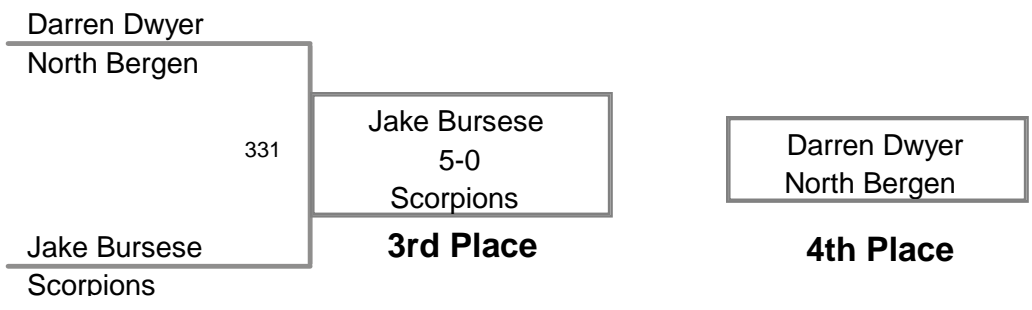 Darren Dwyer
North Bergen
331
Jake Bursese
Scorpions
Jake Bursese
5-0
Scorpions
3rd Place
Darren Dwyer
North Bergen
4th Place